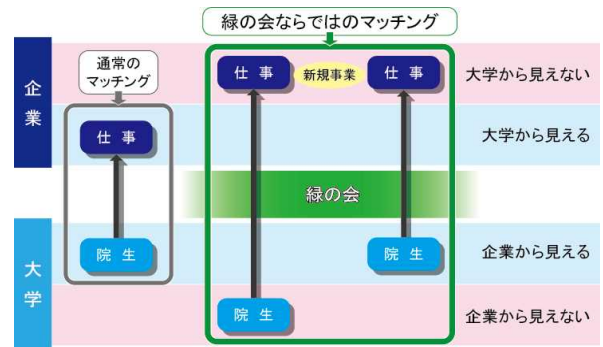 緑の会ならではのマッチング
通常の
マッチング
企業
仕事
新規事業
仕事
大学から見えない
仕事
大学から見える
緑の会
大学
院生
院生
企業から見える
院生
企業から見えない